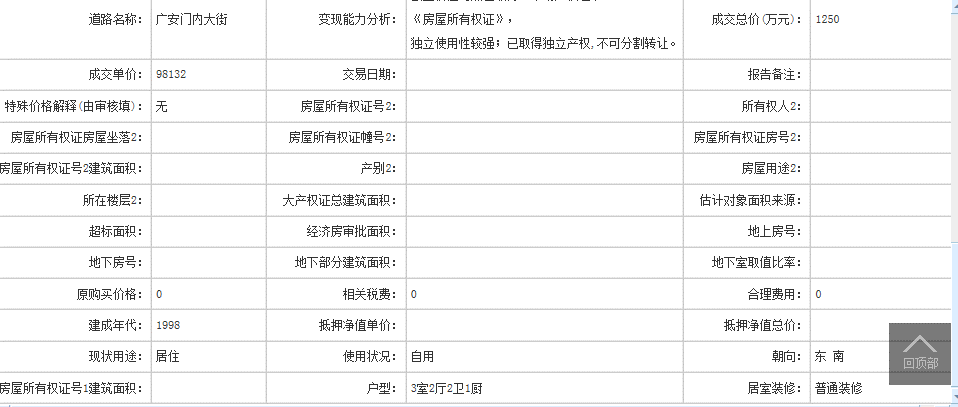 道路名称： 广安门内大街 变现能力分析： 《房屋所有权证》， 成交总价(万元)： 1250
独立使用性较强；已取得独立产权,不可分割转让。
成交单价： 98132 交易日期： 报告备注：
特殊价格解释(由审核填)： 无 房屋所有权证号2： 所有权人2：
房屋所有权证房屋坐落2： 房屋所有权证幢号2： 房屋所有权证房号2：
房屋所有权证号2建筑面积： 产别2： 房屋用途2：
所在楼层2： 大产权证总建筑面积： 估计对象面积来源：
超标面积： 经济房审批面积： 地上房号：
地下房号： 地下部分建筑面积： 地下室取值比率：
原购买价格： 0 相关税费： 0 合理费用： 0
建成年代： 1998 抵押净值单价： 抵押净值总价：
现状用途： 居住 使用状况： 自用 朝向： 东 南
回顶部
房屋所有权证号1建筑面积： 户型： 3室2厅2卫1厨 居室装修： 普通装修